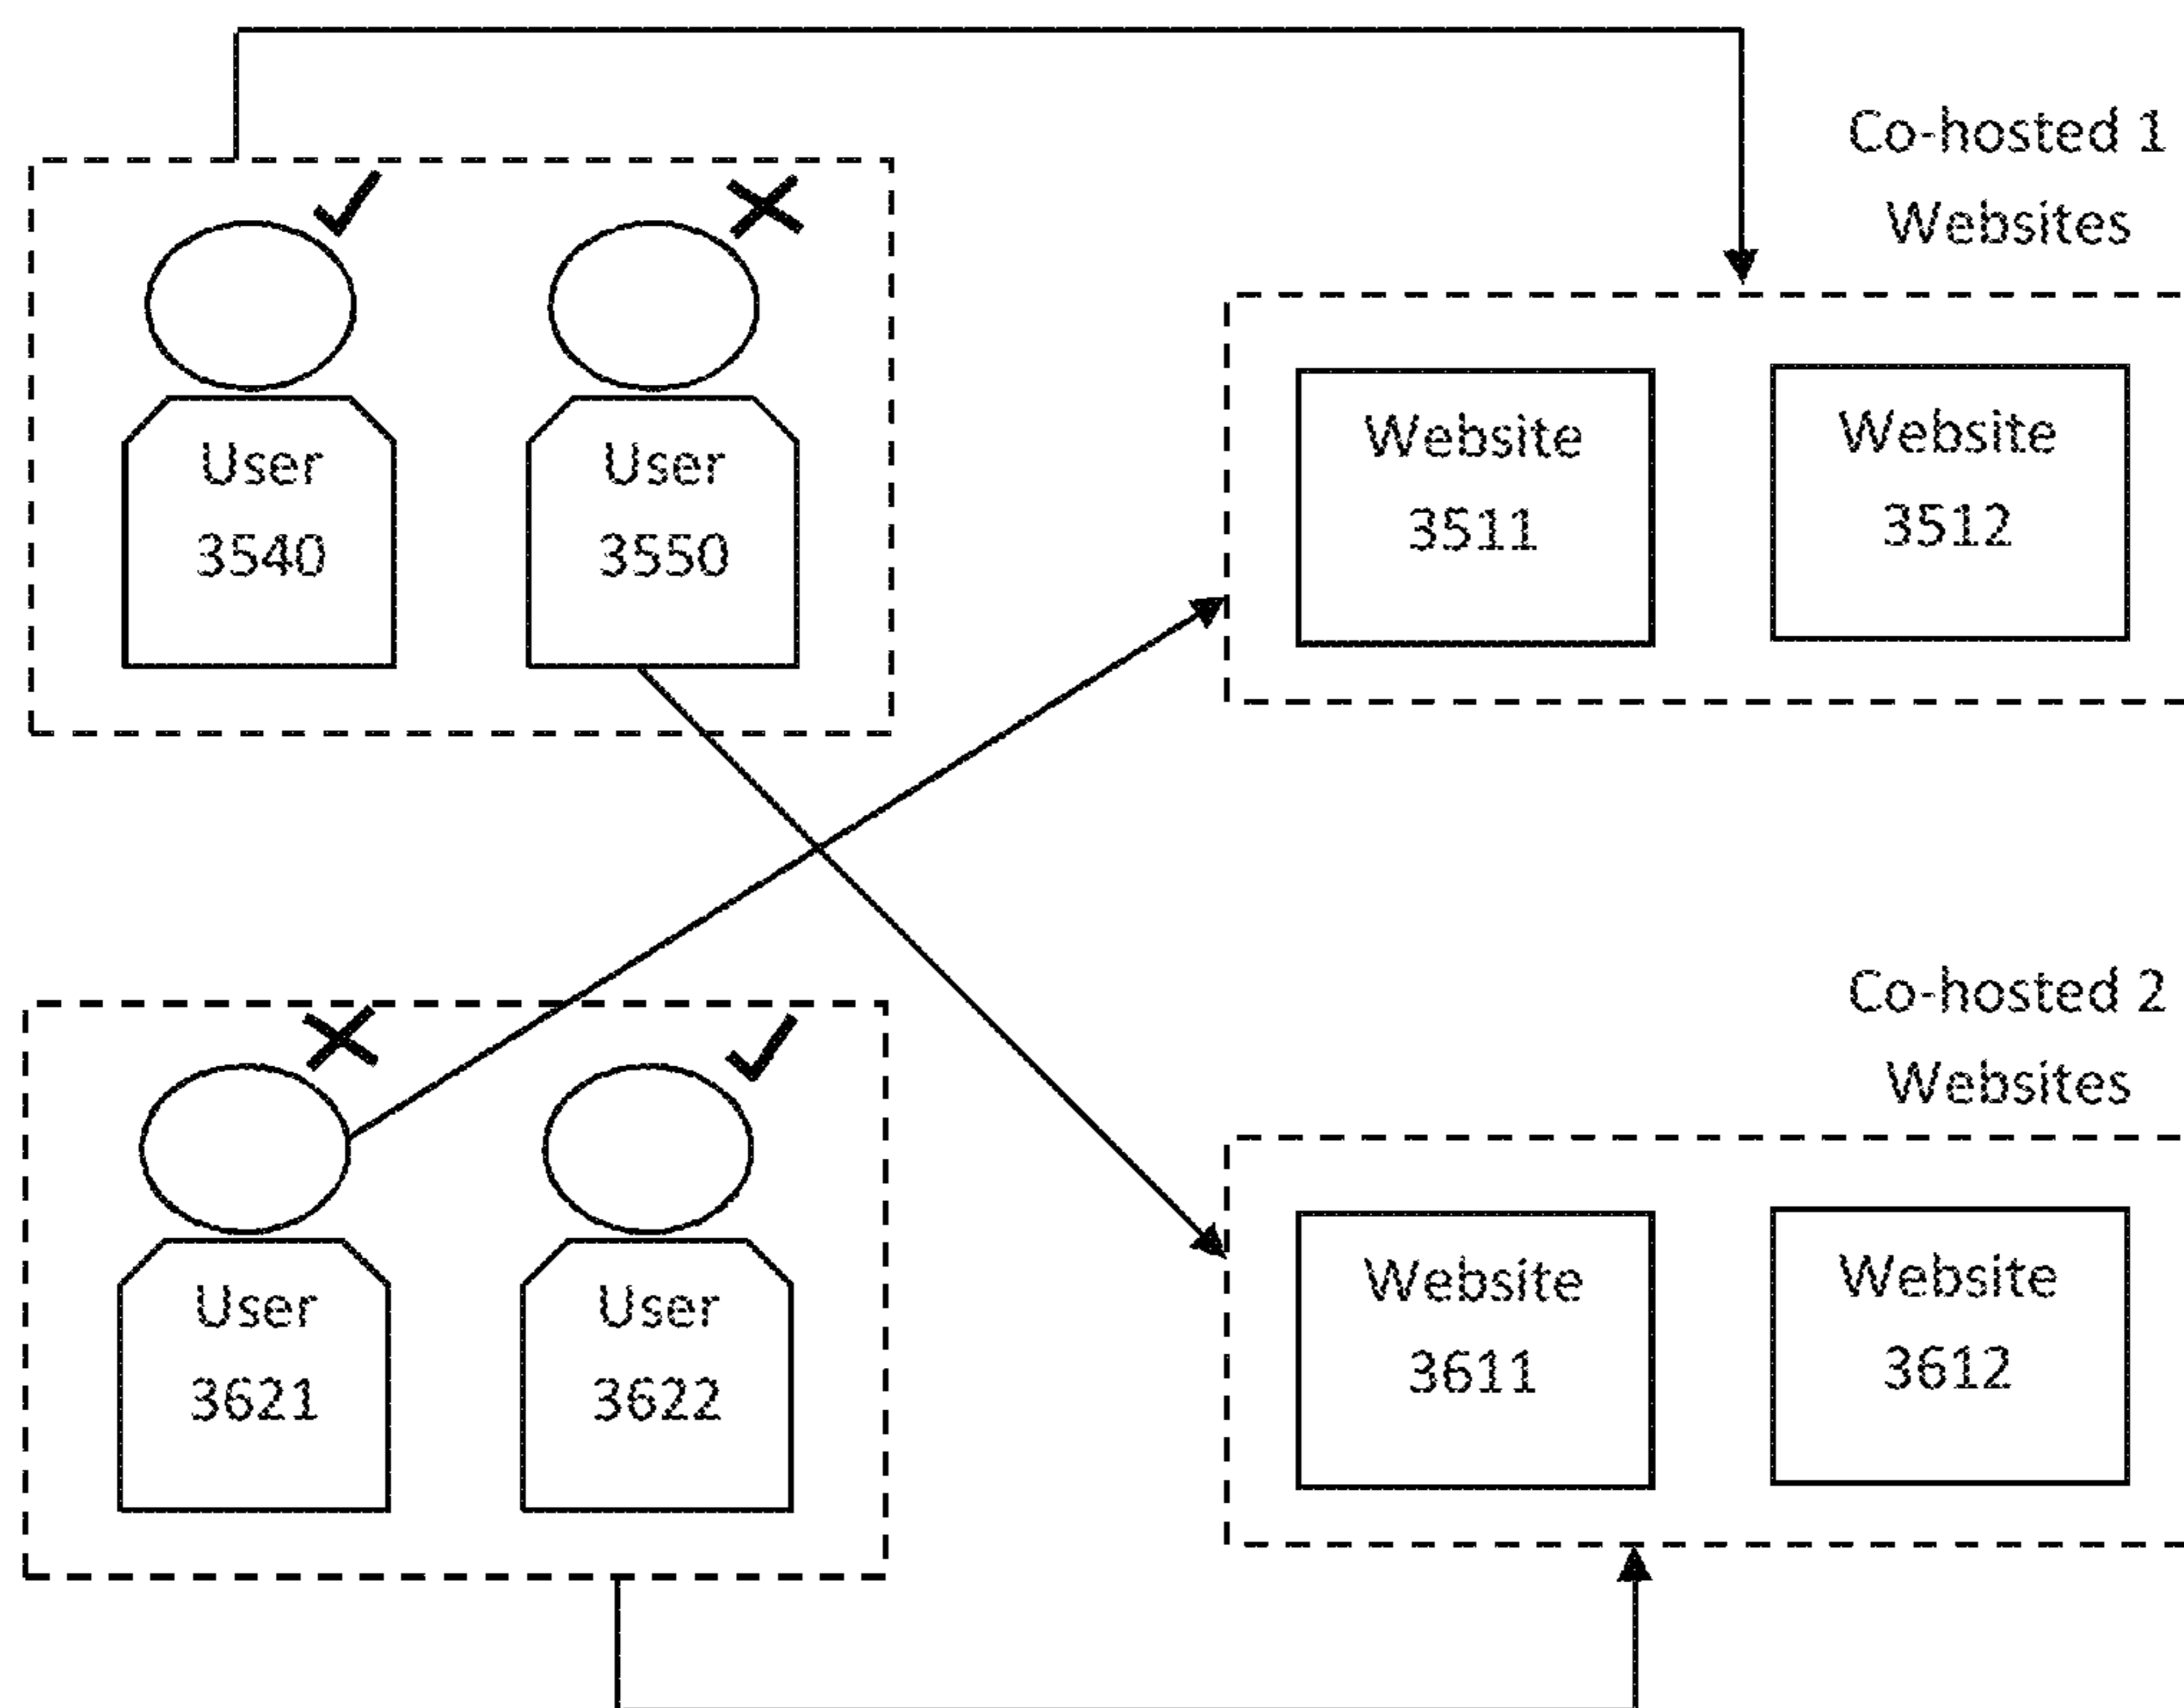 Co-hosted 1
Websites
User
3540
User
3550
Website
3511
Website
3512
Co-hosted 2
Websites
User
3621
User
3622
Website
3611
Website
3612